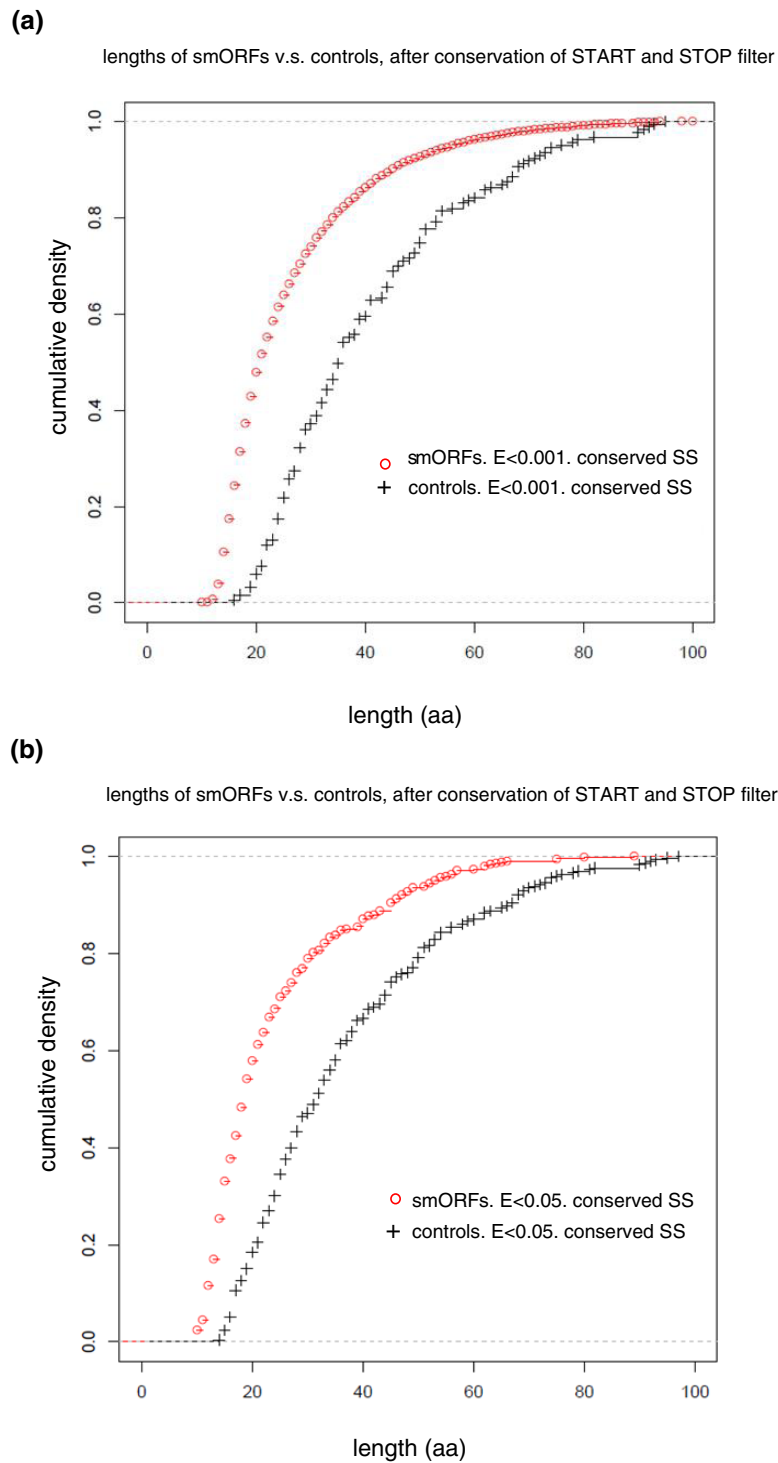 (a)
lengths of smORFs v.s. controls, after conservation of START and STOP filter
1.0
0.8
0.6
0.4
0.2
0.0
cumulative density
smORFs. E<0.001. conserved SS
controls. E<0.001. conserved SS
0 20 40 60 80 100
length (aa)
(b)
lengths of smORFs v.s. controls, after conservation of START and STOP filter
1.0
0.8
0.6
0.4
0.2
0.0
cumulative density
smORFs. E<0.05. conserved SS
controls. E<0.05. conserved SS
0 20 40 60 80 100
length (aa)